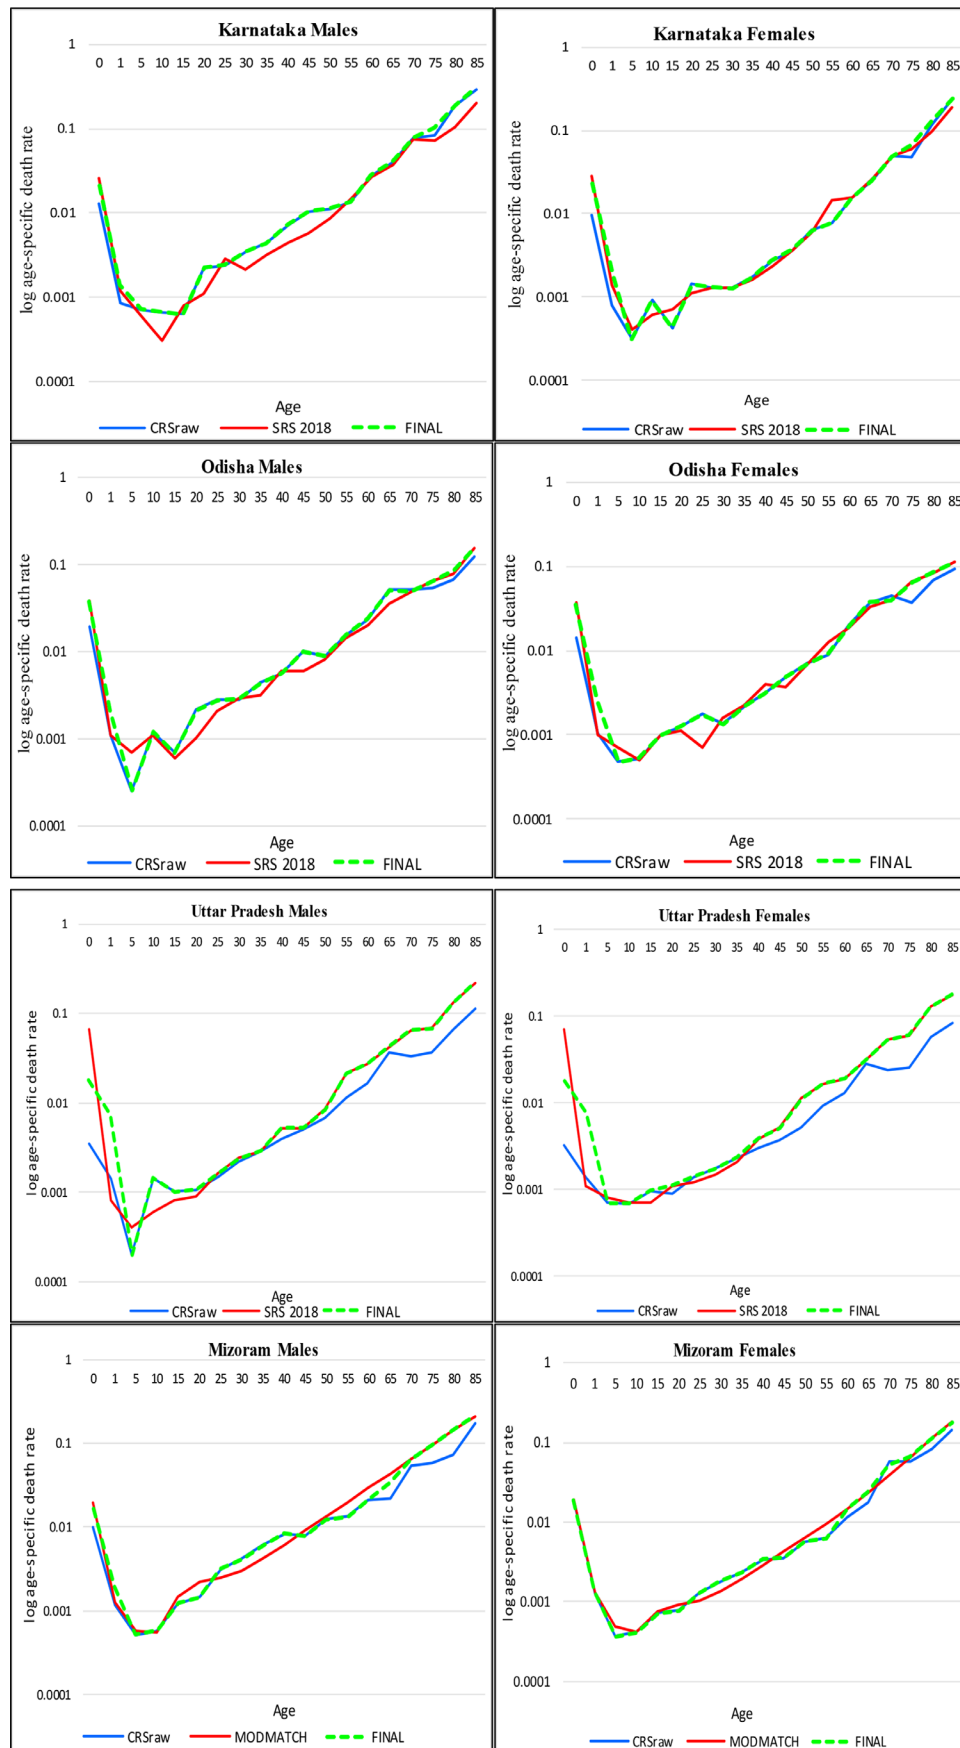 Karnataka Males
1
0 1 5 10 15 20 25 30 35 40 45 50 55 60 65 70 75 80 85
0.1
0.01
0.001
0.0001
log age-specific death rate
Age
CRSraw SRS 2018 FINAL
Karnataka Females
1
0 1 5 10 15 20 25 30 35 40 45 50 55 60 65 70 75 80 85
0.1
0.01
0.001
0.0001
log age-specific death rate
Age
CRSraw SRS 2018 FINAL
Odisha Males
1
0 1 5 10 15 20 25 30 35 40 45 50 55 60 65 70 75 80 85
0.1
0.01
0.001
0.0001
log age-specific death rate
Age
CRSraw SRS 2018 FINAL
Odisha Females
1
0 1 5 10 15 20 25 30 35 40 45 50 55 60 65 70 75 80 85
0.1
0.01
0.001
0.0001
log age-specific death rate
Age
CRSraw SRS 2018 FINAL
Uttar Pradesh Males
1
0 1 5 10 15 20 25 30 35 40 45 50 55 60 65 70 75 80 85
0.1
0.01
0.001
0.0001
log age-specific death rate
Age
CRSraw SRS 2018 FINAL
Uttar Pradesh Females
1
0 1 5 10 15 20 25 30 35 40 45 50 55 60 65 70 75 80 85
0.1
0.01
0.001
0.0001
log age-specific death rate
Age
CRSraw SRS 2018 FINAL
Mizoram Males
1
0 1 5 10 15 20 25 30 35 40 45 50 55 60 65 70 75 80 85
0.1
0.01
0.001
0.0001
log age-specific death rate
Age
CRSraw MODMATCH FINAL
Mizoram Females
1
0 1 5 10 15 20 25 30 35 40 45 50 55 60 65 70 75 80 85
0.1
0.01
0.001
0.0001
log age-specific death rate
Age
CRSraw MODMATCH FINAL